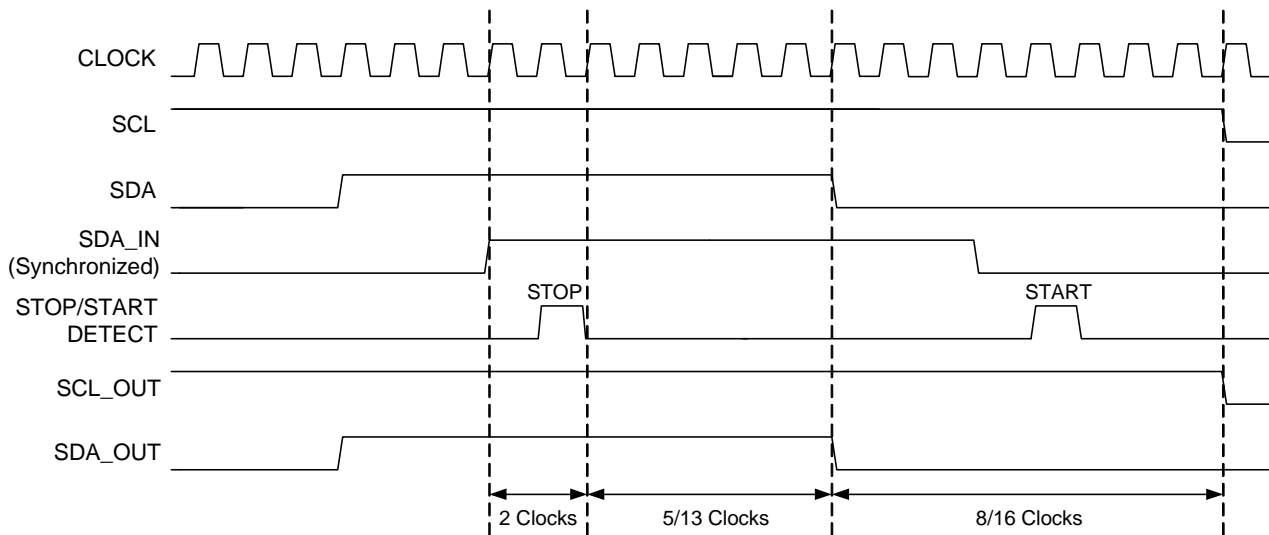 CLOCK
SCL
SDA
SDA_IN
(Synchronized)
STOP
START
STOP/START
DETECT
SCL_OUT
SDA_OUT
2 Clocks
5/13 Clocks
8/16 Clocks